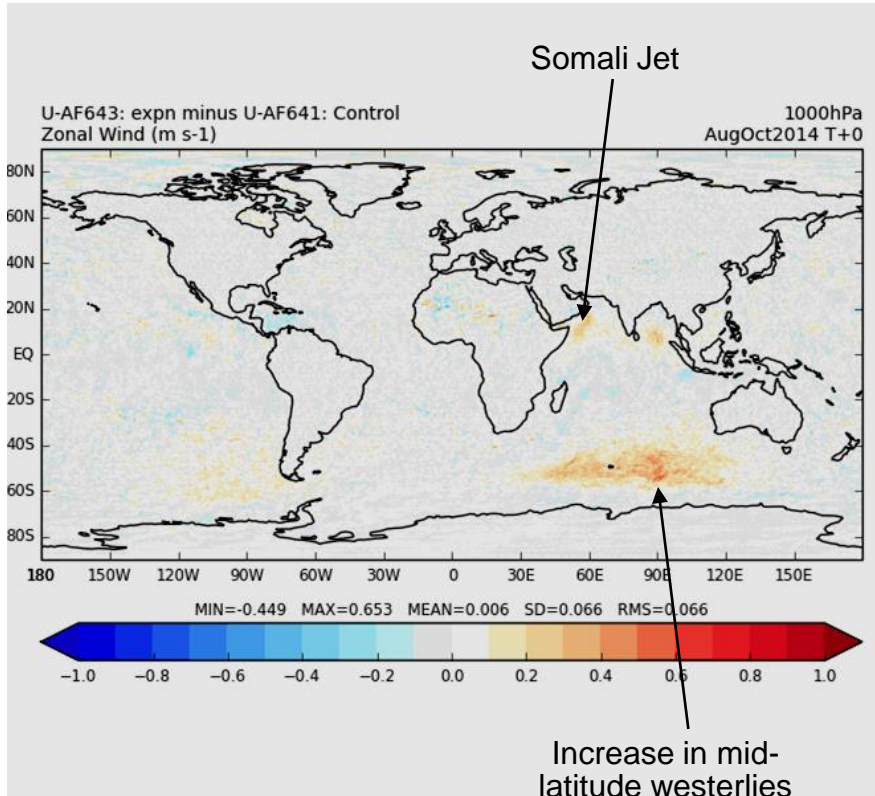 Somali Jet
U-AF643: expn minus U-AF641: Control
Zonal Wind (m s-1)
1000hPa
AugOct2014 T+0
80N
60N
40N
20N
EQ
20S
40S
60S
80S
180 150W 120W 90W 60W 30W 0 30E 60E 90E 120E 150E
MIN=-0.449 MAX=0.653 MEAN=0.006 SD=0.066 RMS=0.066
−1.0 −0.8 −0.6 −0.4 −0.2 0.0 0.2 0.4 0.6 0.8 1.0
Increase in mid-
latitude westerlies